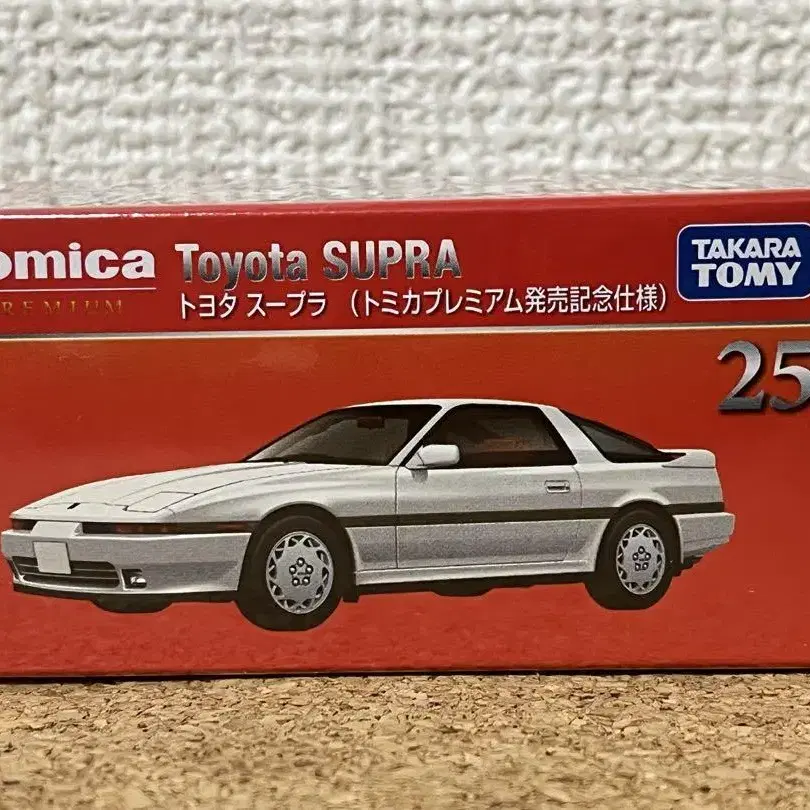 omica
REMIUM
Toyota SUPRA
トヨタ スープラ （トミカプレミアム発売記念仕様）
TAKARA
TOMY
25